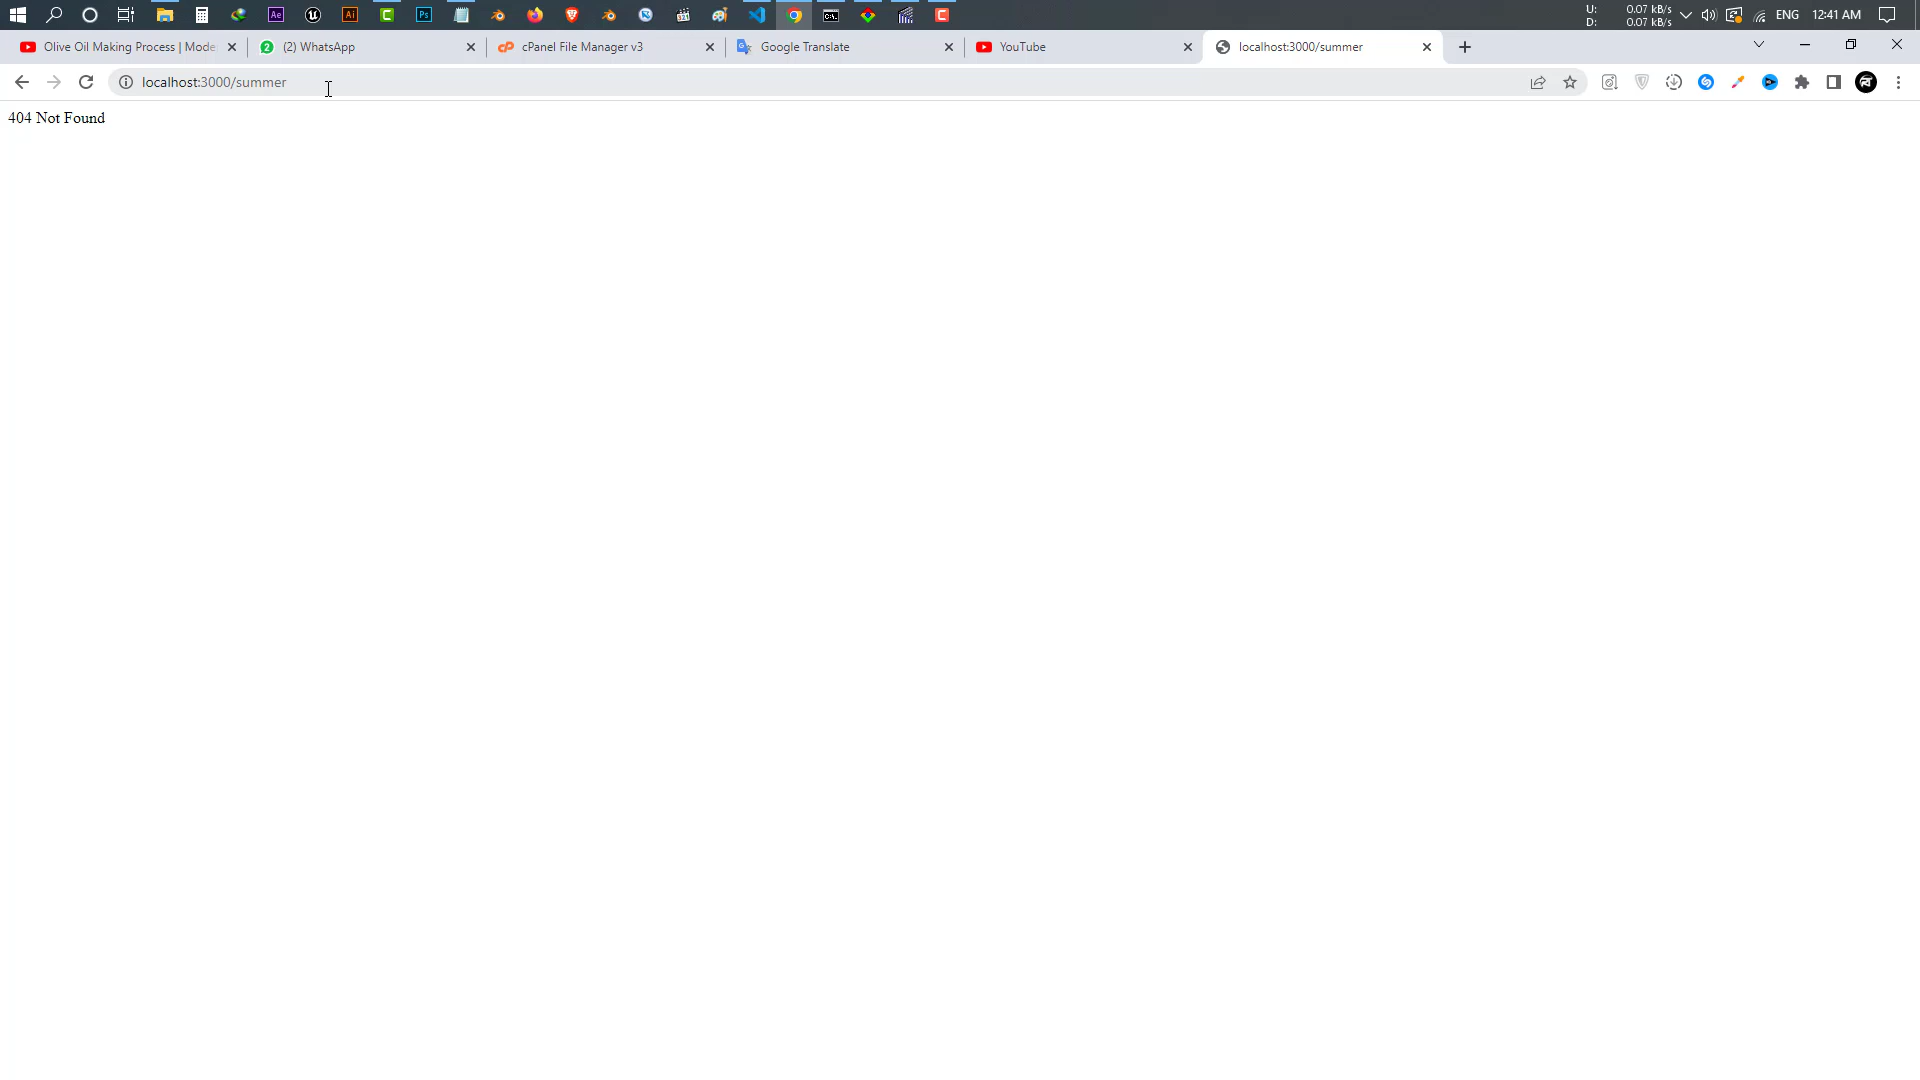 U: 0.07 kB/s
D: 0.07 kB/s
ENG 12:41 AM
Olive Oil Making Process | Mode
(2) WhatsApp
cPanel File Manager v3
Google Translate
YouTube
localhost:3000/summer
localhost:3000/summer
404 Not Found